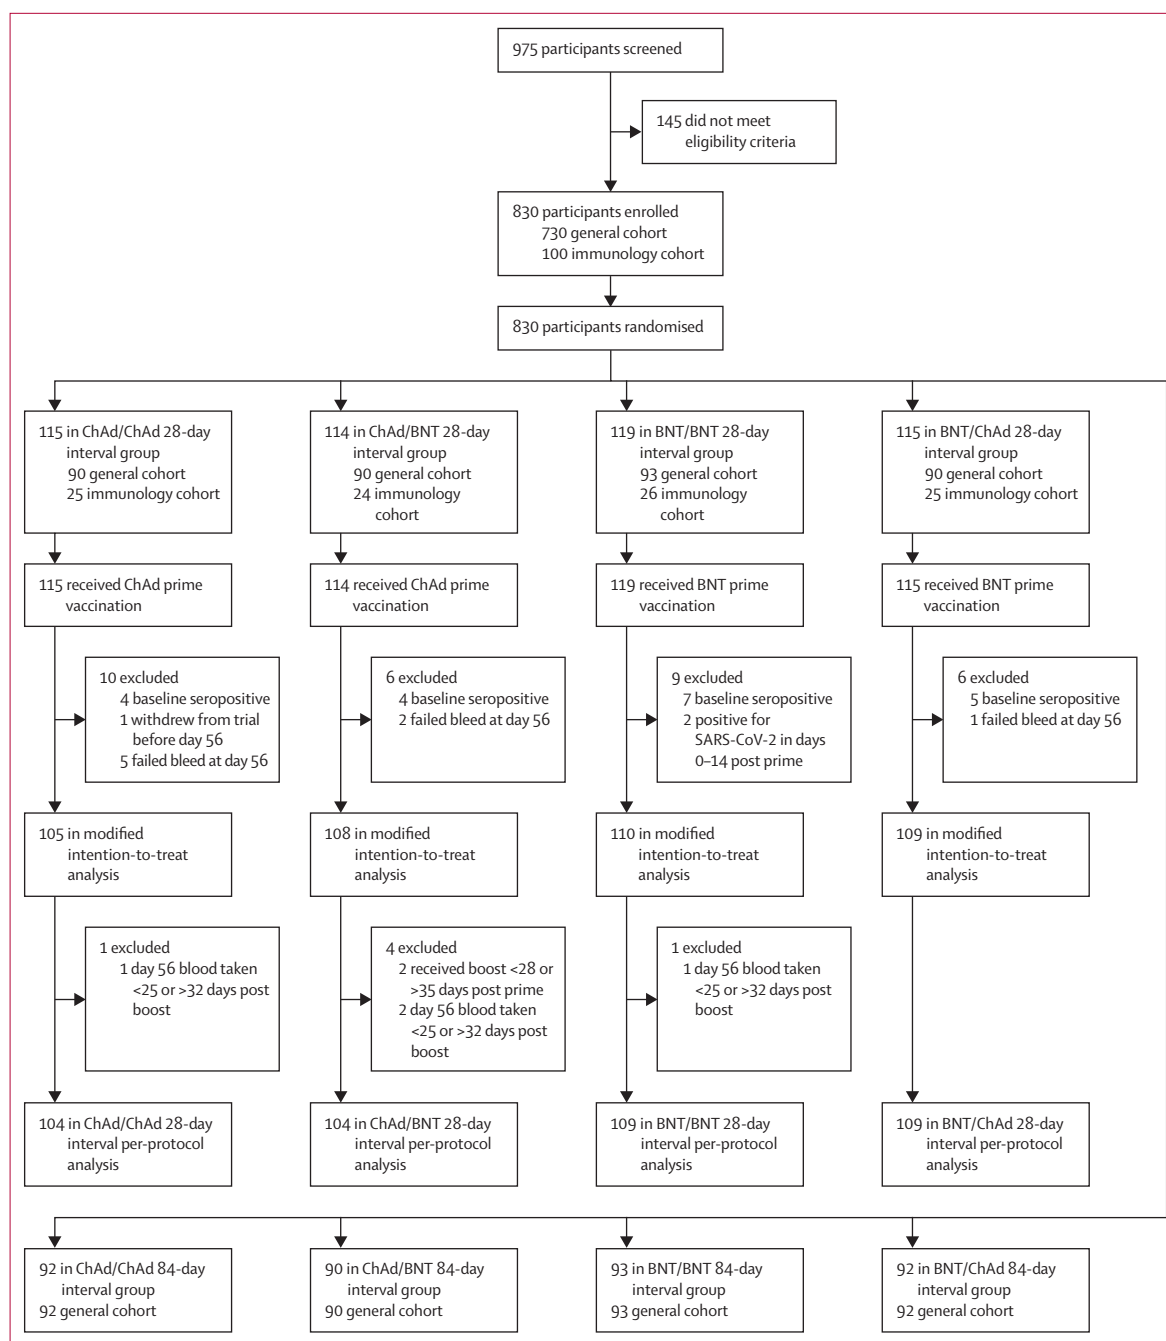 975 participants screened
145 did not meet
eligibility criteria
830 participants enrolled
730 general cohort
100 immunology cohort
830 participants randomised
115 in ChAd/ChAd 28-day
interval group
90 general cohort
25 immunology cohort
114 in ChAd/BNT 28-day
interval group
90 general cohort
24 immunology
cohort
119 in BNT/BNT 28-day
interval group
93 general cohort
26 immunology
cohort
115 in BNT/ChAd 28-day
interval group
90 general cohort
25 immunology cohort
115 received ChAd prime
vaccination
114 received ChAd prime
vaccination
119 received BNT prime
vaccination
115 received BNT prime
vaccination
10 excluded
4 baseline seropositive
1 withdrew from trial
before day 56
5 failed bleed at day 56
6 excluded
4 baseline seropositive
2 failed bleed at day 56
9 excluded
7 baseline seropositive
2 positive for
SARS-CoV-2 in days
0–14 post prime
6 excluded
5 baseline seropositive
1 failed bleed at day 56
105 in modified
intention-to-treat
analysis
108 in modified
intention-to-treat
analysis
110 in modified
intention-to-treat
analysis
109 in modified
intention-to-treat
analysis
1 excluded
1 day 56 blood taken
<25 or >32 days post
boost
4 excluded
2 received boost <28 or
>35 days post prime
2 day 56 blood taken
<25 or >32 days post
boost
1 excluded
1 day 56 blood taken
<25 or >32 days post
boost
104 in ChAd/ChAd 28-day
interval per-protocol
analysis
104 in ChAd/BNT 28-day
interval per-protocol
analysis
109 in BNT/BNT 28-day
interval per-protocol
analysis
109 in BNT/ChAd 28-day
interval per-protocol
analysis
92 in ChAd/ChAd 84-day
interval group
92 general cohort
90 in ChAd/BNT 84-day
interval group
90 general cohort
93 in BNT/BNT 84-day
interval group
93 general cohort
92 in BNT/ChAd 84-day
interval group
92 general cohort